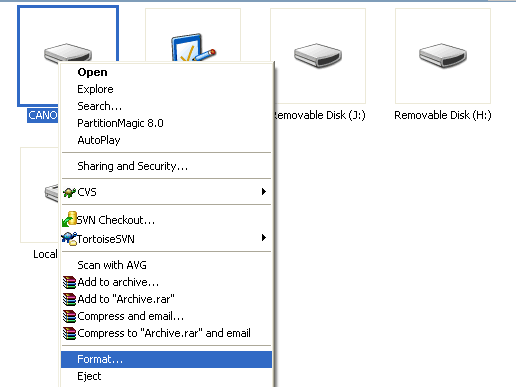 Open
Explore
Search...
PartitionMagic 8.0
AutoPlay
Sharing and Security...
CVS
SVN Checkout...
TortoiseSVN
Scan with AVG
Add to archive...
Add to "Archive.rar"
Compress and email...
Compress to "Archive.rar" and email
Format...
Eject
CANO
Removable Disk (J:)
Removable Disk (H:)
Local